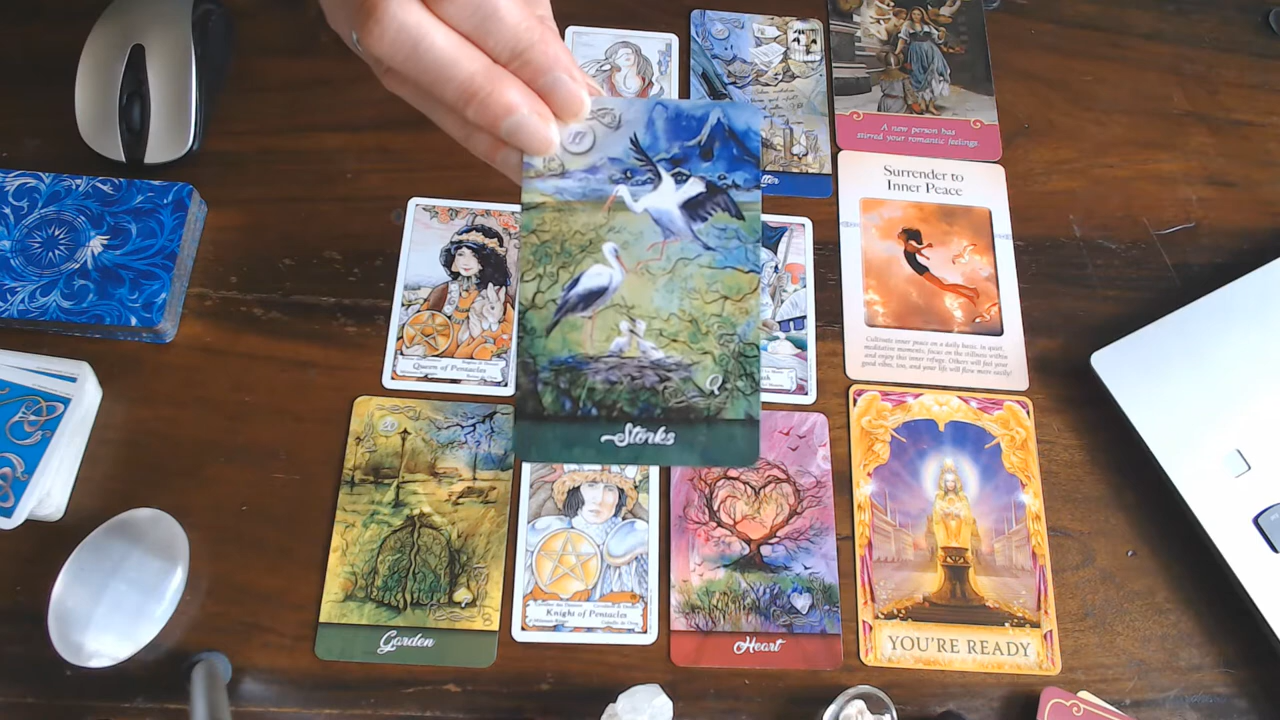 A new person has
stirred your romantic feelings.
Surrender to
Inner Peace
Cultivate inner peace on a daily basis. In quiet,
meditative moments, focus on the stillness within
and enjoy this inner refuge. Others will feel your
good vibes, too, and your life will flow more easily!
17
Storks
Queen of Pentacles
20
Garden
Knight of Pentacles
Heart
YOU'RE READY